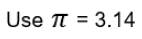 Use π = 3.14